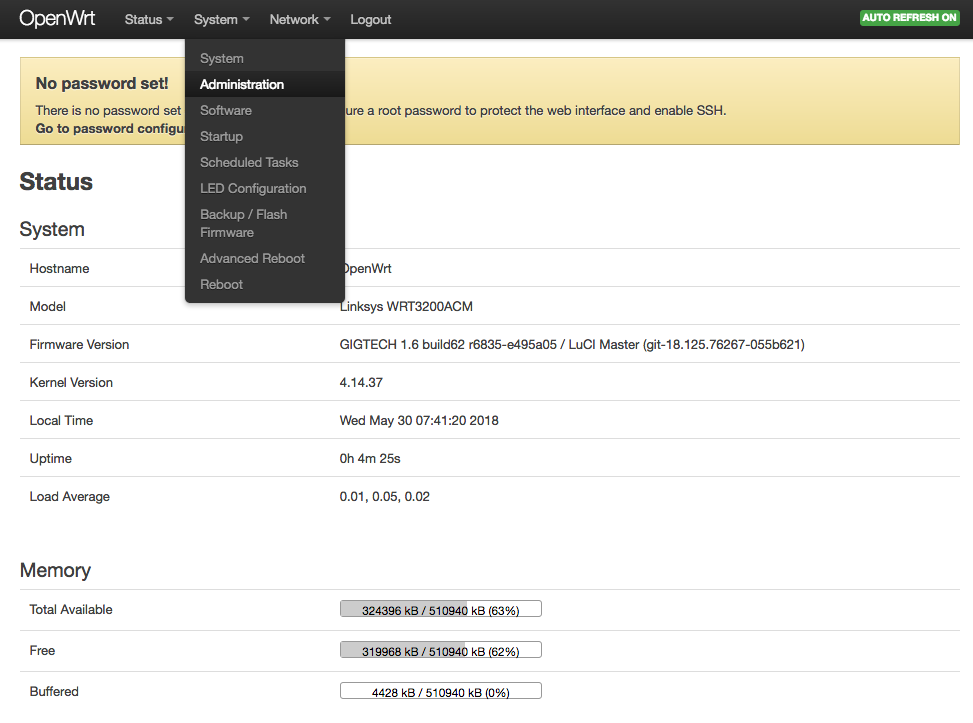 OpenWrt Status System Network Logout AUTO REFRESH ON
System
Administration
Software
Startup
Scheduled Tasks
LED Configuration
Backup / Flash
Firmware
Advanced Reboot
Reboot
No password set!
There is no password set ure a root password to protect the web interface and enable SSH.
Go to password configu
Status
System
Hostname OpenWrt
Model Linksys WRT3200ACM
Firmware Version GIGTECH 1.6 build62 r6835-e495a05 / LuCI Master (git-18.125.76267-055b621)
Kernel Version 4.14.37
Local Time Wed May 30 07:41:20 2018
Uptime 0h 4m 25s
Load Average 0.01, 0.05, 0.02
Memory
Total Available 324396 kB / 510940 kB (63%)
Free 319968 kB / 510940 kB (62%)
Buffered 4428 kB / 510940 kB (0%)